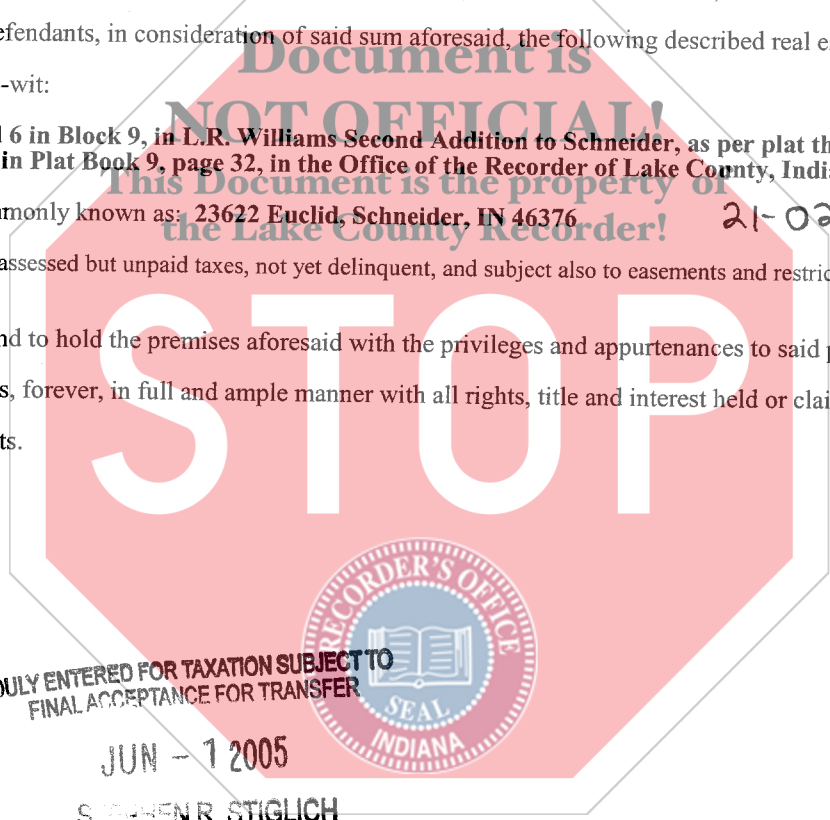 efendants, in consideration of said sum aforesaid, the following described real e
Document is
-wit:
NOT OFFICIAL!
6 in Block 9, in L.R. Williams Second Addition to Schneider, as per plat th
in Plat Book 9, page 32, in the Office of the Recorder of Lake County, Indi
This Document is the property of
mmonly known as: 23622 Euclid, Schneider, IN 46376 21-02
the Lake County Recorder!
assessed but unpaid taxes, not yet delinquent, and subject also to easements and restric
STOP
nd to hold the premises aforesaid with the privileges and appurtenances to said p
s, forever, in full and ample manner with all rights, title and interest held or clai
ts.
RECORDER'S OFFICE
SEAL
INDIANA
DULY ENTERED FOR TAXATION SUBJECT TO
FINAL ACCEPTANCE FOR TRANSFER
JUN - 1 2005
R. STIGLICH